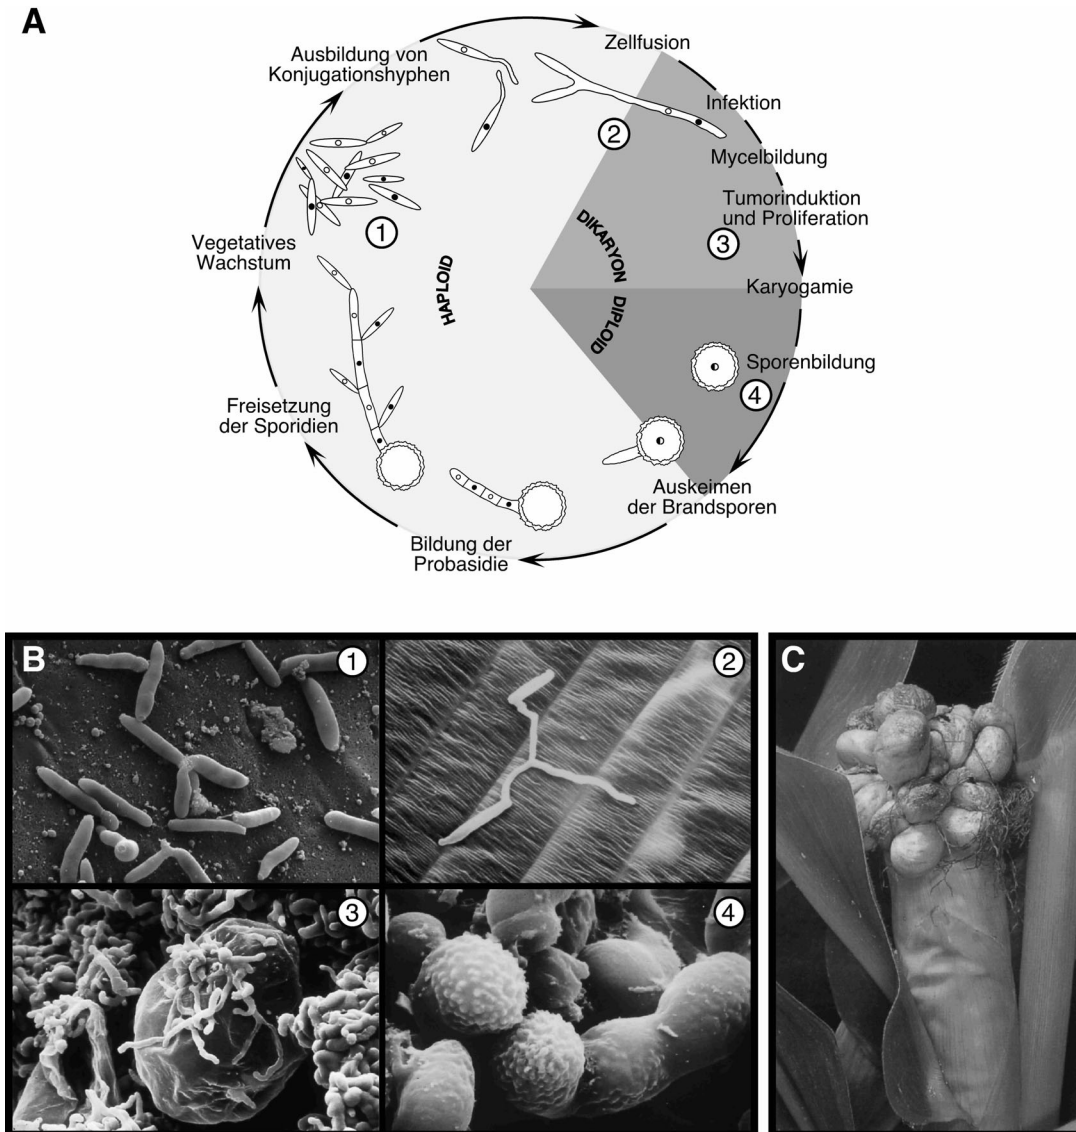 A
Zellfusion
Ausbildung von
Konjugationshyphen
Infektion
2
Mycelbildung
Tumorinduktion
und Proliferation
1
3
Vegetatives
Wachstum
HAPLOID
DIKARYON
DIPLOID
Karyogamie
Sporenbildung
4
Freisetzung
der Sporidien
Auskeimen
der Brandsporen
Bildung der
Probasidie
B
1
2
C
3
4